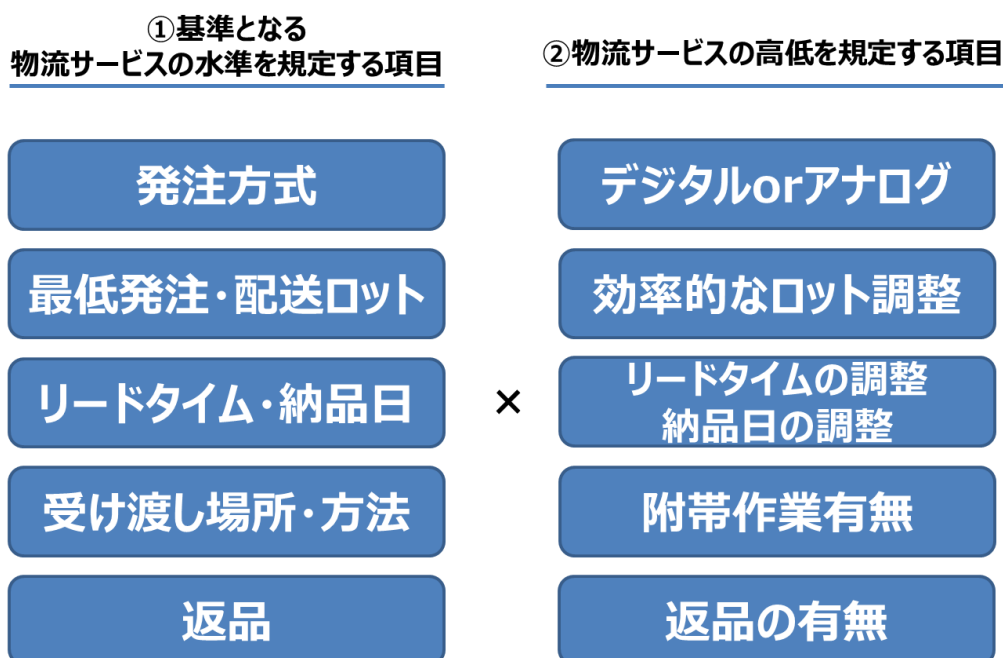 ①基準となる
物流サービスの水準を規定する項目
②物流サービスの高低を規定する項目
発注方式
デジタルorアナログ
最低発注・配送ロット
効率的なロット調整
リードタイム・納品日
×
リードタイムの調整
納品日の調整
受け渡し場所・方法
附帯作業有無
返品
返品の有無